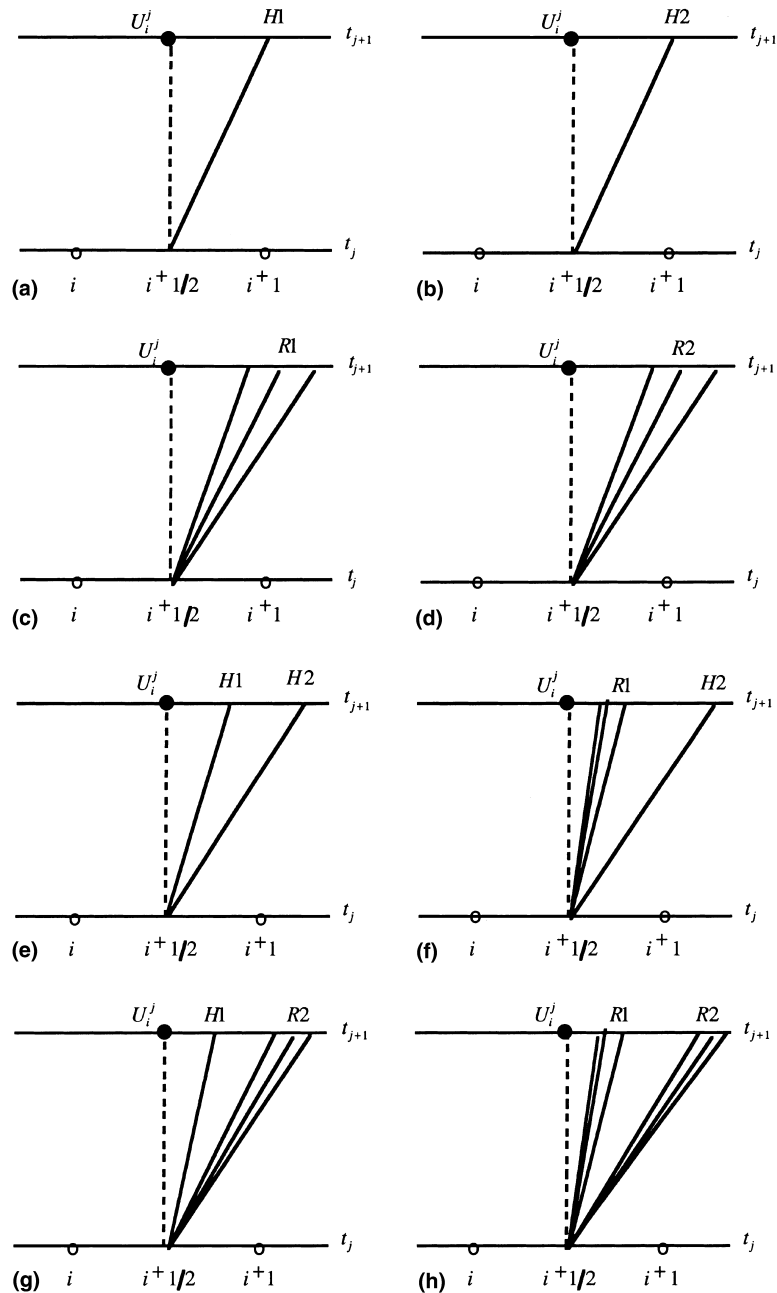 U_i^j H1 t_{j+1}
t_j
(a) i i+1/2 i+1
U_i^j H2 t_{j+1}
t_j
(b) i i+1/2 i+1
U_i^j R1 t_{j+1}
t_j
(c) i i+1/2 i+1
U_i^j R2 t_{j+1}
t_j
(d) i i+1/2 i+1
U_i^j H1 H2 t_{j+1}
t_j
(e) i i+1/2 i+1
U_i^j R1 H2 t_{j+1}
t_j
(f) i i+1/2 i+1
U_i^j H1 R2 t_{j+1}
t_j
(g) i i+1/2 i+1
U_i^j R1 R2 t_{j+1}
t_j
(h) i i+1/2 i+1